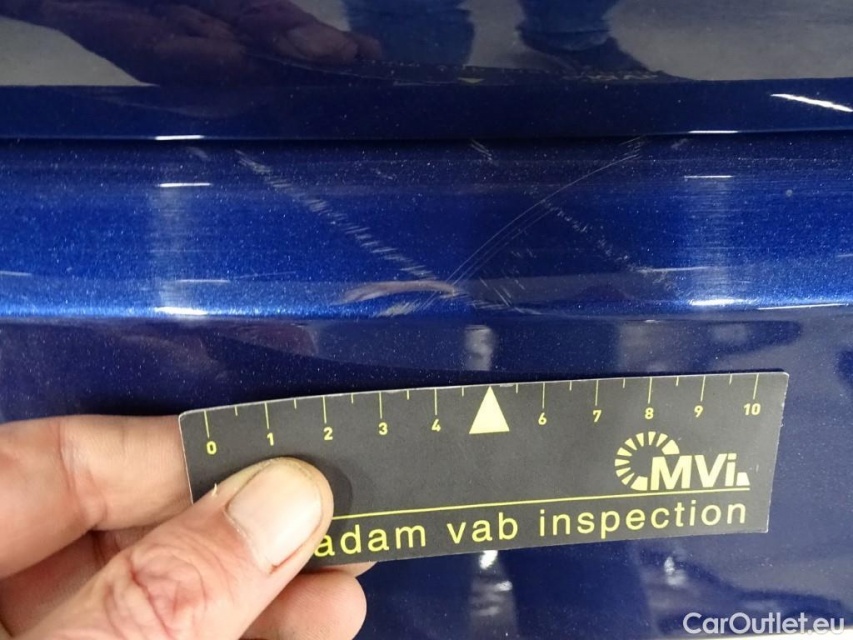 0 1 2 3 4 6 7 8 9 10
MVi
adam vab inspection
CarOutlet.eu